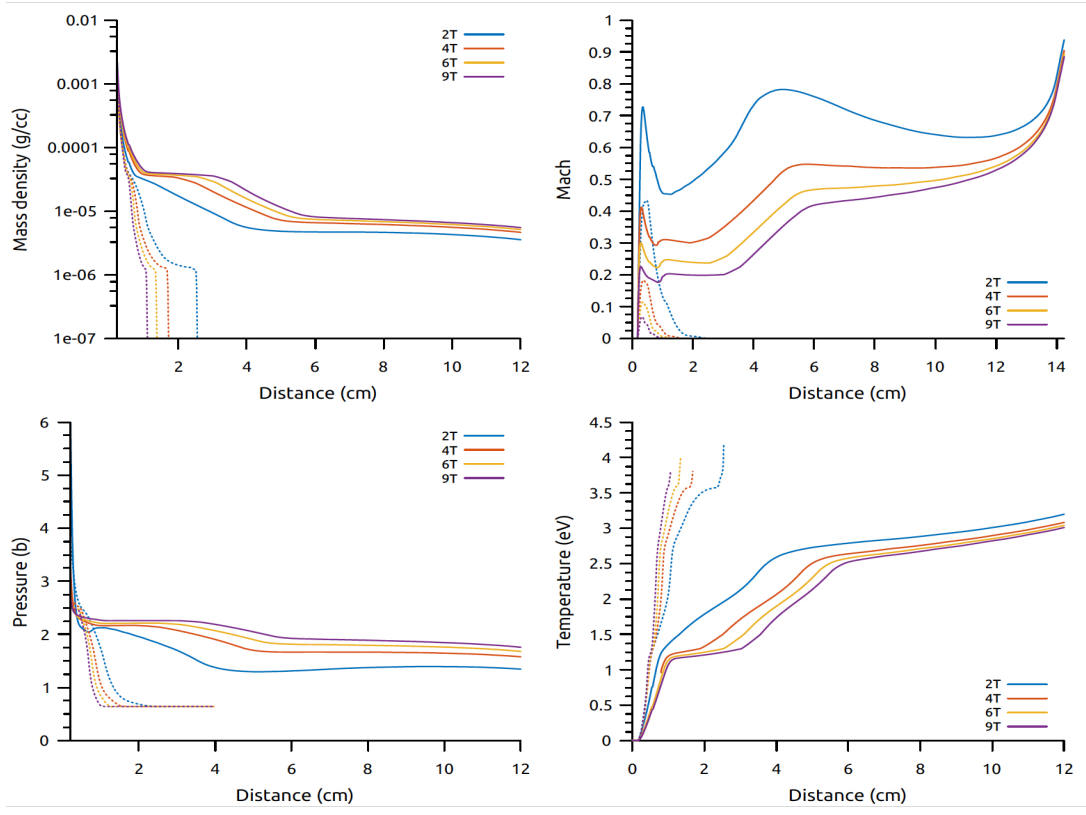 0.01
0.001
0.0001
1e-05
1e-06
1e-07
Mass density (g/cc)
2T
4T
6T
9T
2 4 6 8 10 12
Distance (cm)
1
0.9
0.8
0.7
0.6
0.5
0.4
0.3
0.2
0.1
0
Mach
2T
4T
6T
9T
0 2 4 6 8 10 12 14
Distance (cm)
6
5
4
3
2
1
0
Pressure (b)
2T
4T
6T
9T
2 4 6 8 10 12
Distance (cm)
4.5
4
3.5
3
2.5
2
1.5
1
0.5
0
Temperature (eV)
2T
4T
6T
9T
0 2 4 6 8 10 12
Distance (cm)